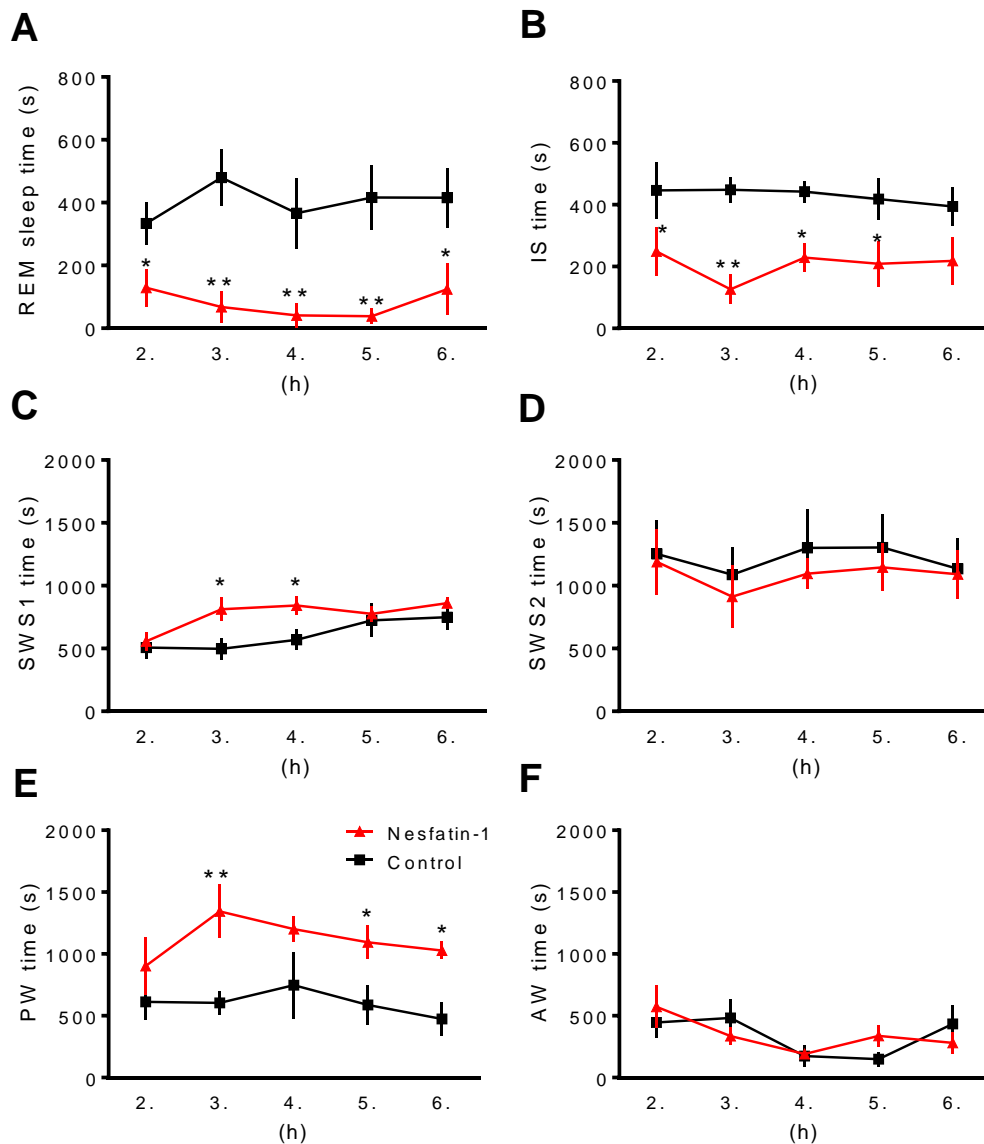 A
REM sleep time (s)
800
600
400
200
0
*
**
**
**
*
2. 3. 4. 5. 6.
(h)
B
IS time (s)
800
600
400
200
0
*
**
*
*
2. 3. 4. 5. 6.
(h)
C
SWS1 time (s)
2000
1500
1000
500
0
*
*
2. 3. 4. 5. 6.
(h)
D
SWS2 time (s)
2000
1500
1000
500
0
2. 3. 4. 5. 6.
(h)
E
PW time (s)
2000
1500
1000
500
0
Nesfatin-1
Control
**
*
*
2. 3. 4. 5. 6.
(h)
F
AW time (s)
2000
1500
1000
500
0
2. 3. 4. 5. 6.
(h)